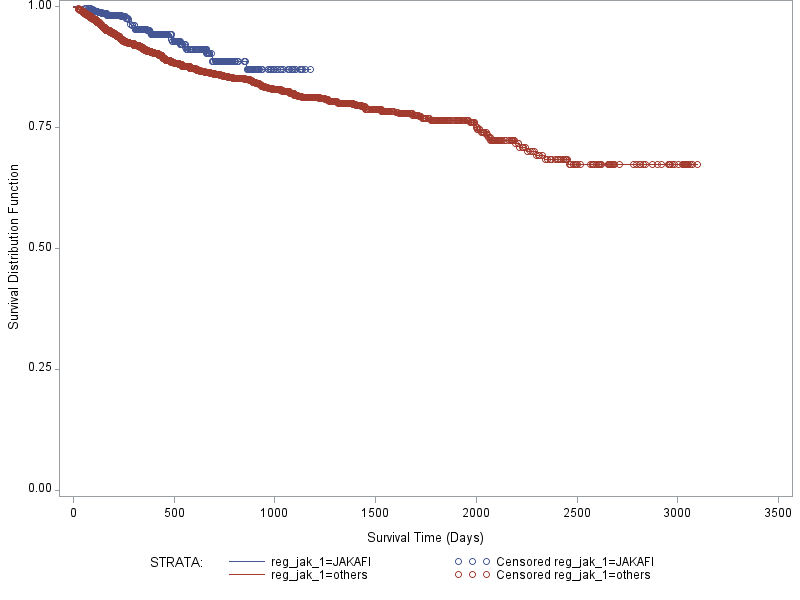 1.00
0.75
0.50
0.25
0.00
Survival Distribution Function
0 500 1000 1500 2000 2500 3000 3500
Survival Time (Days)
STRATA: reg_jak_1=JAKAFI Censored reg_jak_1=JAKAFI
reg_jak_1=others Censored reg_jak_1=others